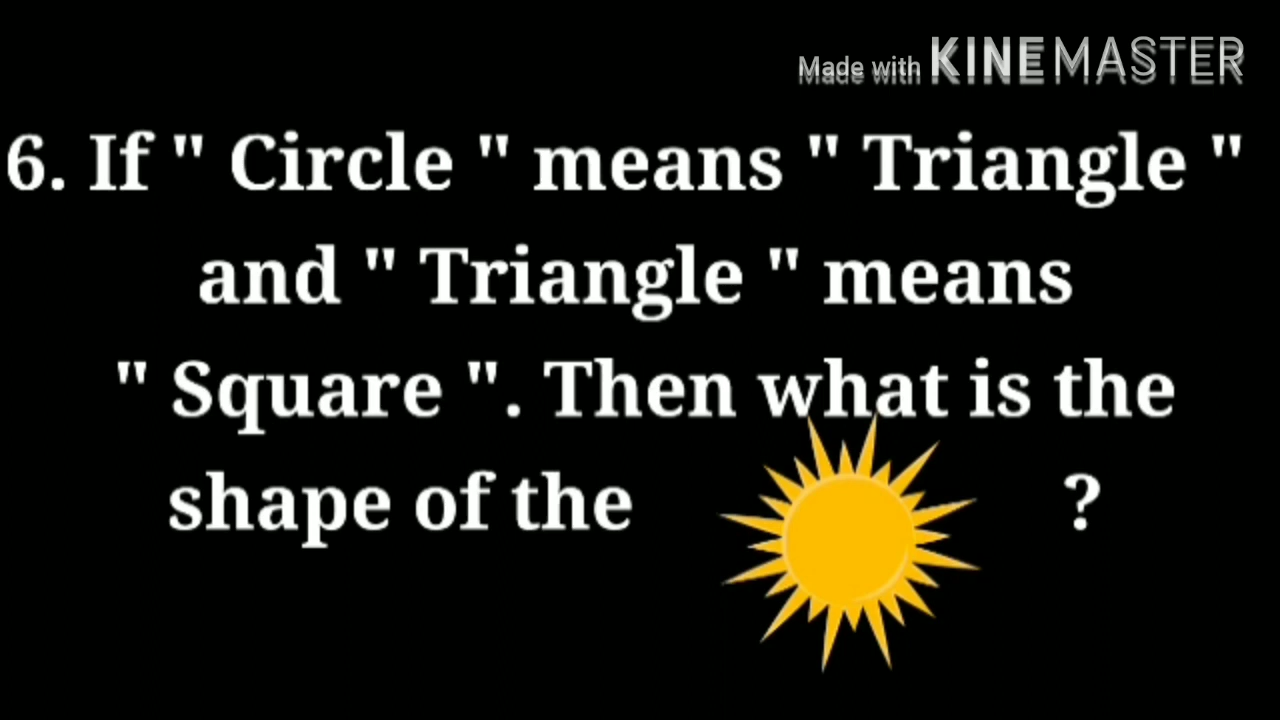 Made with KINEMASTER
6. If " Circle " means " Triangle "
and " Triangle " means
" Square ". Then what is the
shape of the ?